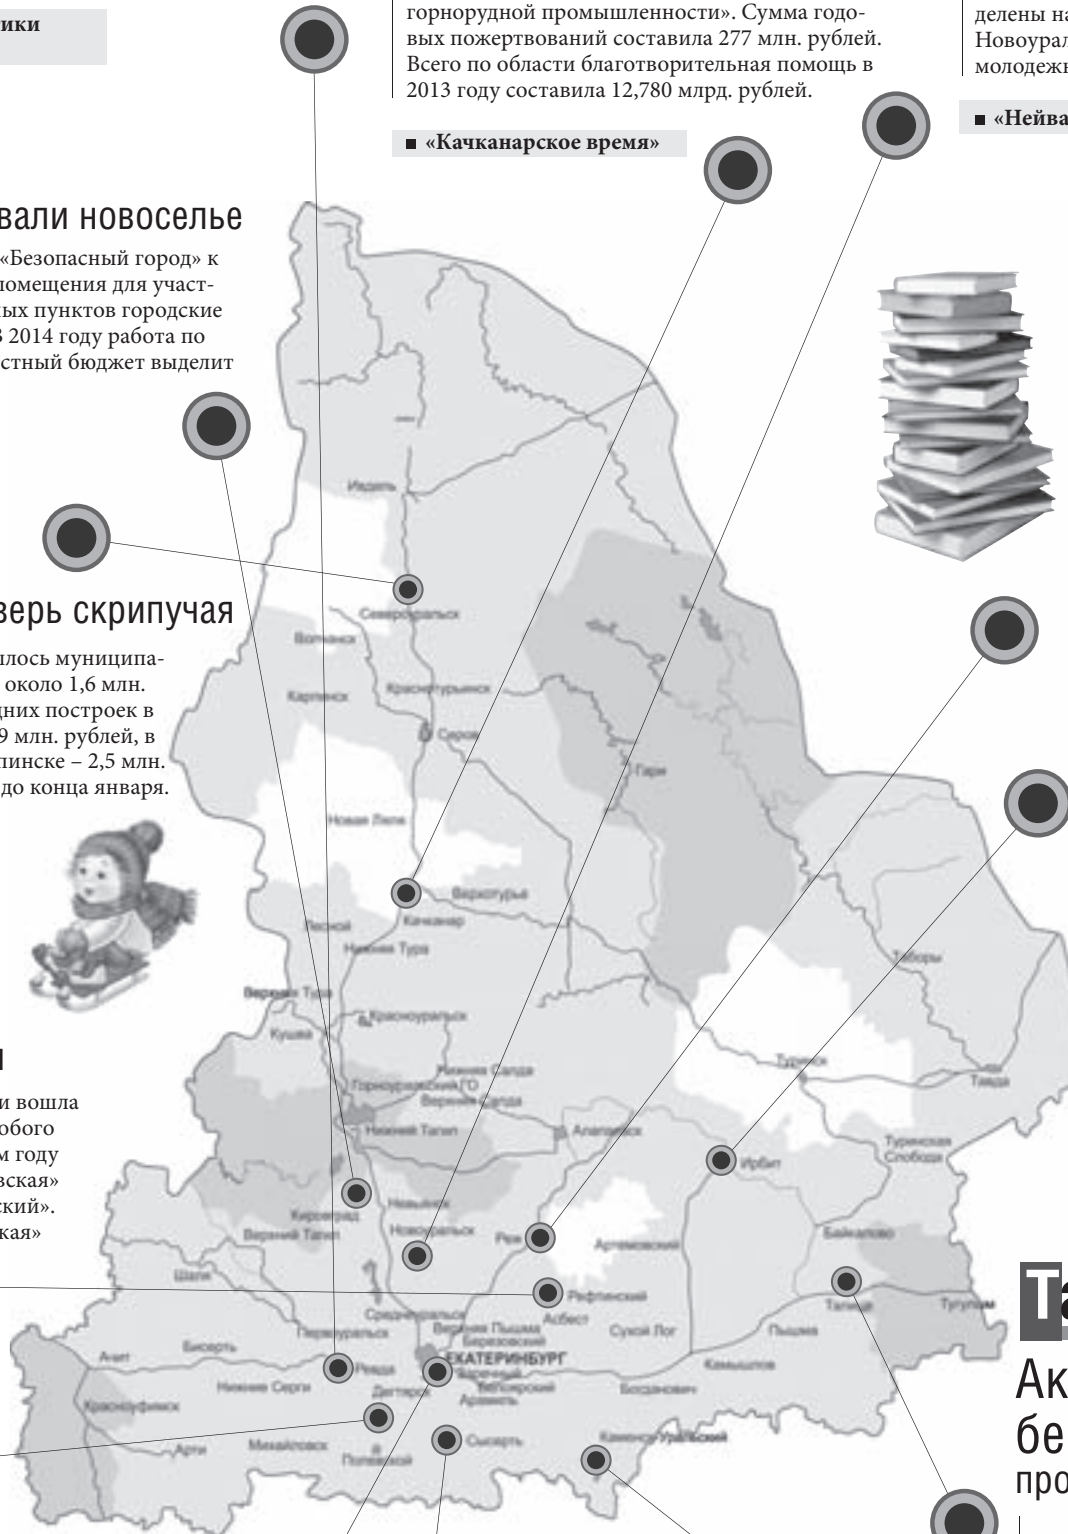 ики
горнорудной промышленности». Сумма годо-
вых пожертвований составила 277 млн. рублей.
Всего по области благотворительная помощь в
2013 году составила 12,780 млрд. рублей.
■ «Качканарское время»
делены на
Новоурал
молодежн
■ «Нейва
вали новоселье
«Безопасный город» к
помещения для участ-
ных пунктов городские
В 2014 году работа по
стный бюджет выделит
верь скрипучая
лось муниципа-
около 1,6 млн.
дних построек в
9 млн. рублей, в
пинске – 2,5 млн.
до конца января.
и вошла
обого
м году
вская»
ский».
кая»
Ивдель
Североуральск
Волчанск
Карпинск
Краснотурьинск
Серов
Гари
Новая Ляля
Верхотурье
Качканар
Лесной
Нижняя Тура
Верхняя Тура
Красноуральск
Кушва
Таборы
Туринск
Тавда
Нижняя Салда
Горноуральский ГО
Верхняя Салда
Нижний Тагил
Алапаевск
Ирбит
Туринская
Слобода
Невьянск
Кировград
Новоуральск
Верхний Тагил
Реж
Артемовский
Байкалово
Шаля
Рефтинский
Асбест
Среднеуральск
Верхняя Пышма
Березовский
Первоуральск
Сухой Лог
Пышма
Талица
Тугулым
Бисерть
Ачит
ЕКАТЕРИНБУРГ
Ревда
Заречный
Камышлов
Нижние Серги
Дегтярск
Белоярский
Арамиль
Богданович
Красноуфимск
Арти
Михайловск
Полевской
Сысерть
Каменск-Уральский
Та
Ак
бе
про